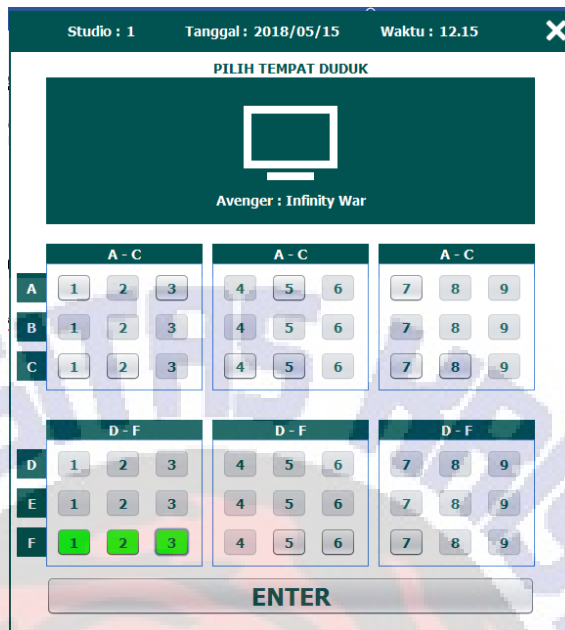 Studio : 1 Tanggal : 2018/05/15 Waktu : 12.15
PILIH TEMPAT DUDUK
Avenger : Infinity War
A - C A - C A - C
A 1 2 3 4 5 6 7 8 9
B 1 2 3 4 5 6 7 8 9
C 1 2 3 4 5 6 7 8 9
D - F D - F D - F
D 1 2 3 4 5 6 7 8 9
E 1 2 3 4 5 6 7 8 9
F 1 2 3 4 5 6 7 8 9
ENTER